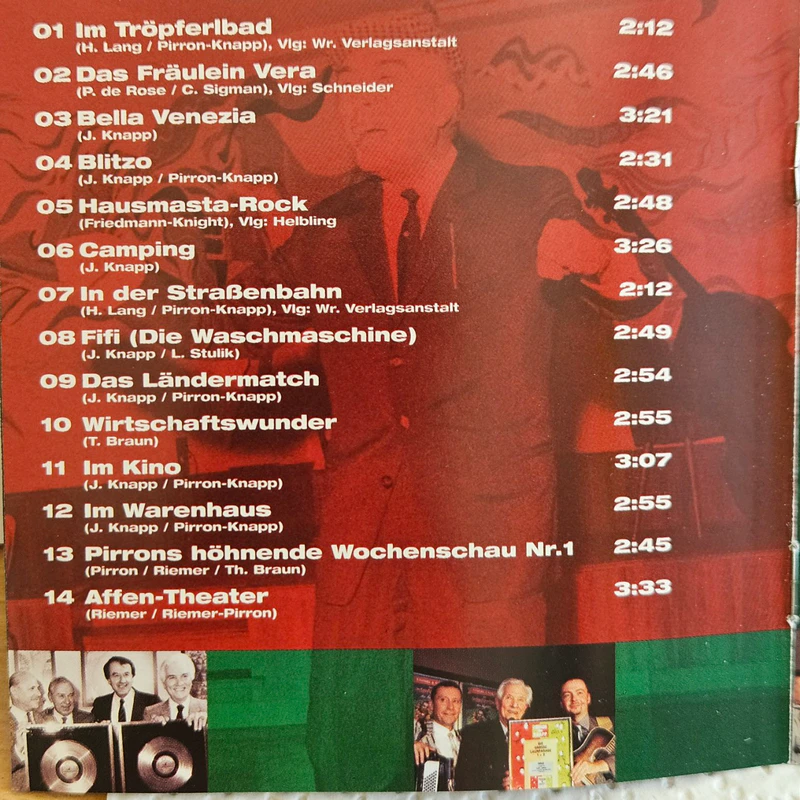 01 Im Tröpferlbad 2:12
(H. Lang / Pirron-Knapp), Vlg: Wr. Verlagsanstalt
02 Das Fräulein Vera 2:46
(P. de Rose / C. Sigman), Vlg: Schneider
03 Bella Venezia 3:21
(J. Knapp)
04 Blitzo 2:31
(J. Knapp / Pirron-Knapp)
05 Hausmasta-Rock 2:48
(Friedmann-Knight), Vlg: Helbling
06 Camping 3:26
(J. Knapp)
07 In der Straßenbahn 2:12
(H. Lang / Pirron-Knapp), Vlg: Wr. Verlagsanstalt
08 Fifi (Die Waschmaschine) 2:49
(J. Knapp / L. Stulik)
09 Das Ländermatch 2:54
(J. Knapp / Pirron-Knapp)
10 Wirtschaftswunder 2:55
(T. Braun)
11 Im Kino 3:07
(J. Knapp / Pirron-Knapp)
12 Im Warenhaus 2:55
(J. Knapp / Pirron-Knapp)
13 Pirrons höhnende Wochenschau Nr.1 2:45
(Pirron / Riemer / Th. Braun)
14 Affen-Theater 3:33
(Riemer / Riemer-Pirron)